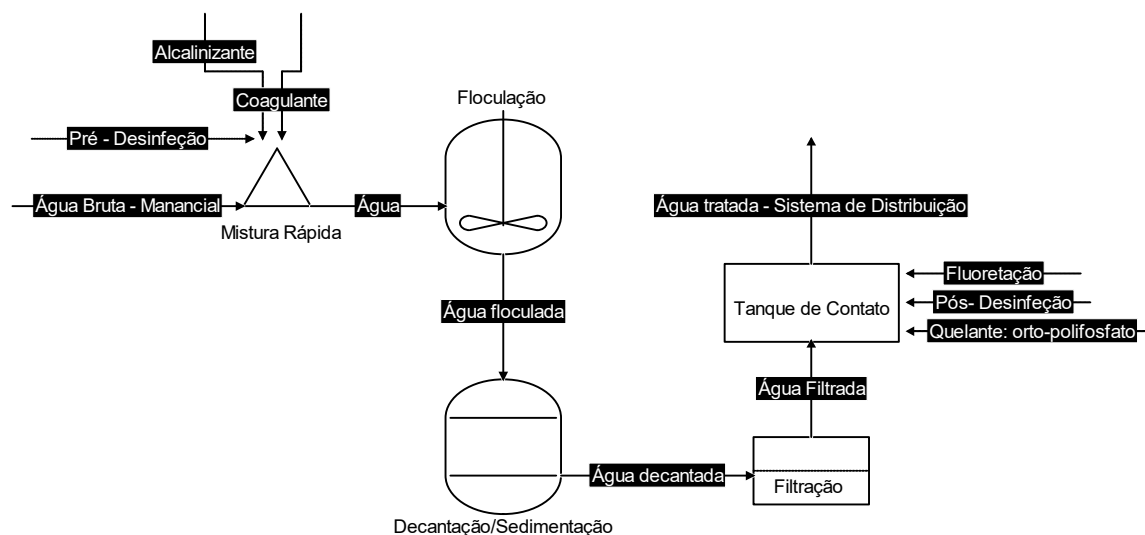 Alcalinizante
Coagulante
Pré - Desinfeção
Água Bruta - Manancial
Mistura Rápida
Água
Floculação
Água floculada
Decantação/Sedimentação
Água decantada
Filtração
Água Filtrada
Tanque de Contato
Fluoretação
Pós- Desinfeção
Quelante: orto-polifosfato
Água tratada - Sistema de Distribuição